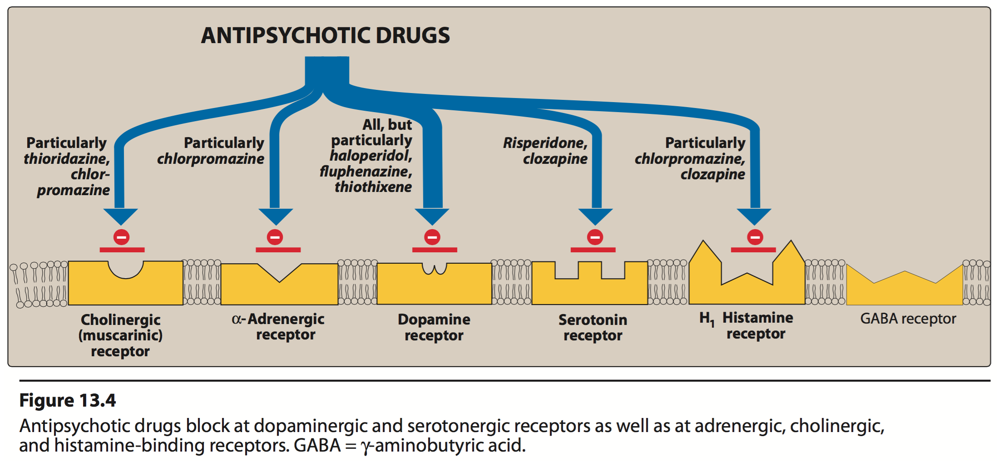 ANTIPSYCHOTIC DRUGS
Particularly
thioridazine,
chlor-
promazine
Particularly
chlorpromazine
All, but
particularly
haloperidol,
fluphenazine,
thiothixene
Risperidone,
clozapine
Particularly
chlorpromazine,
clozapine
Cholinergic
(muscarinic)
receptor
α-Adrenergic
receptor
Dopamine
receptor
Serotonin
receptor
H₁ Histamine
receptor
GABA receptor
Figure 13.4
Antipsychotic drugs block at dopaminergic and serotonergic receptors as well as at adrenergic, cholinergic,
and histamine-binding receptors. GABA = γ-aminobutyric acid.